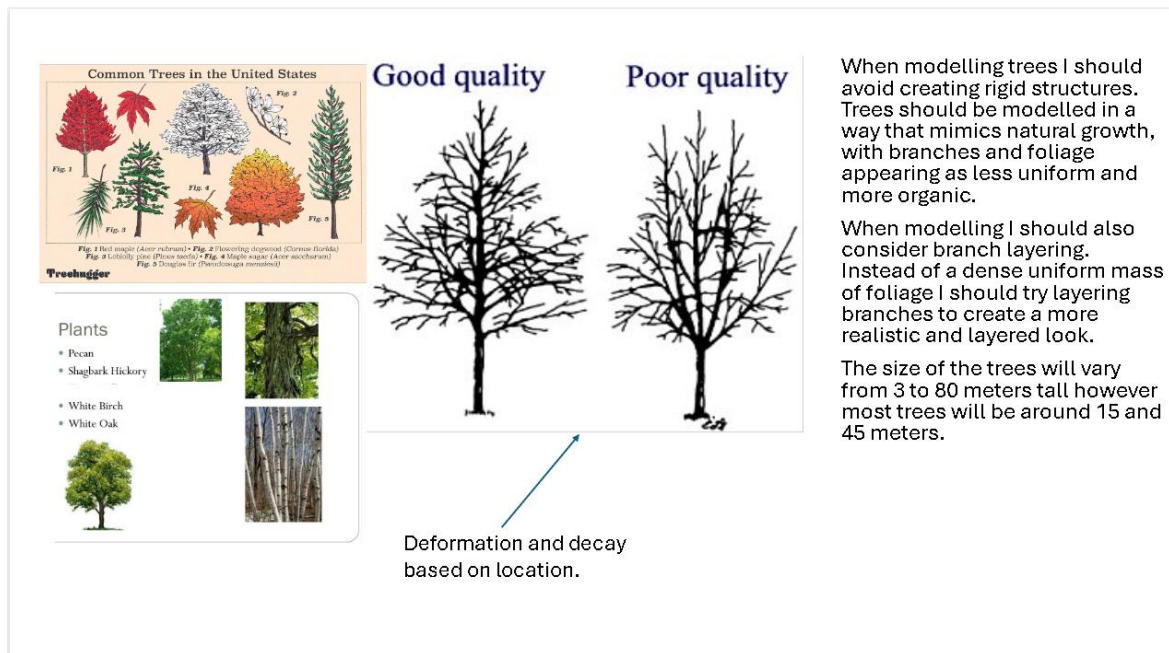 Common Trees in the United States
Fig. 1
Fig. 2
Fig. 3
Fig. 4
Fig. 5
Fig. 1 Red maple (Acer rubrum) • Fig. 2 Flowering dogwood (Cornus florida)
Fig. 3 Loblolly pine (Pinus taeda) • Fig. 4 Maple sugar (Acer saccharum)
Fig. 5 Douglas fir (Pseudotsuga menziesii)
Treehugger
Plants
• Pecan
• Shagbark Hickory
• White Birch
• White Oak
Good quality
Poor quality
Deformation and decay
based on location.
When modelling trees I should
avoid creating rigid structures.
Trees should be modelled in a
way that mimics natural growth,
with branches and foliage
appearing as less uniform and
more organic.
When modelling I should also
consider branch layering.
Instead of a dense uniform mass
of foliage I should try layering
branches to create a more
realistic and layered look.
The size of the trees will vary
from 3 to 80 meters tall however
most trees will be around 15 and
45 meters.